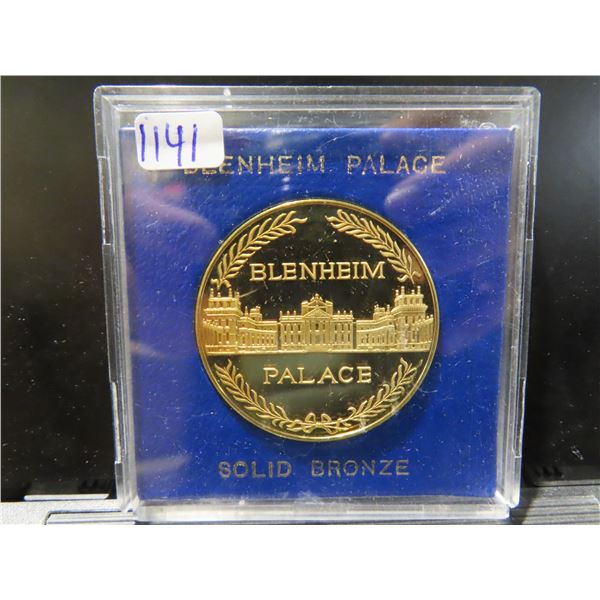 1141
BLENHEIM PALACE
BLENHEIM
PALACE
SOLID BRONZE